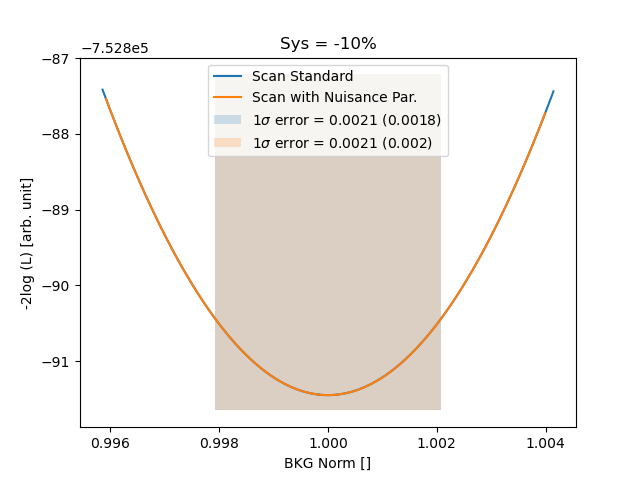 Sys = -10%
−7.528e5
−87
−88
−89
−90
−91
-2log (L) [arb. unit]
Scan Standard
Scan with Nuisance Par.
1σ error = 0.0021 (0.0018)
1σ error = 0.0021 (0.002)
0.996 0.998 1.000 1.002 1.004
BKG Norm []